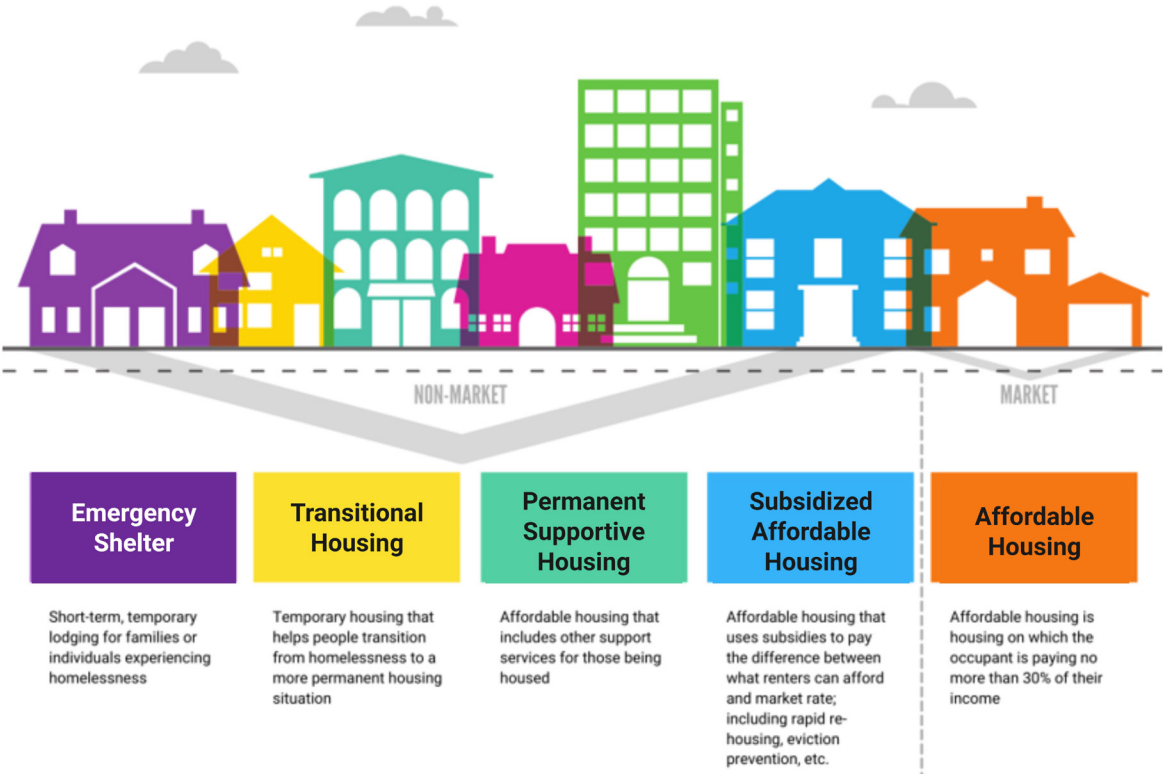 NON-MARKET
MARKET
Emergency
Shelter
Transitional
Housing
Permanent
Supportive
Housing
Subsidized
Affordable
Housing
Affordable
Housing
Short-term, temporary
lodging for families or
individuals experiencing
homelessness
Temporary housing that
helps people transition
from homelessness to a
more permanent housing
situation
Affordable housing that
includes other support
services for those being
housed
Affordable housing that
uses subsidies to pay
the difference between
what renters can afford
and market rate;
including rapid re-
housing, eviction
prevention, etc.
Affordable housing is
housing on which the
occupant is paying no
more than 30% of their
income